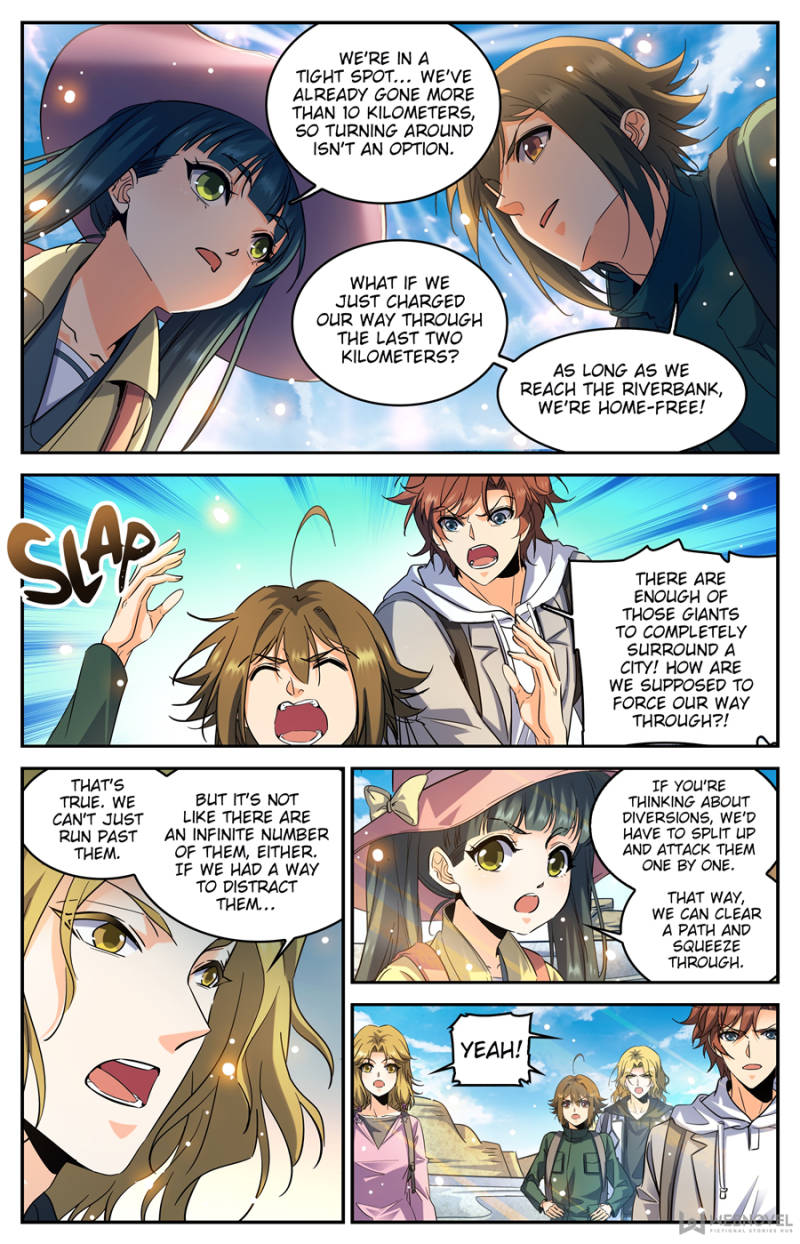 WE'RE IN A
TIGHT SPOT... WE'VE
ALREADY GONE MORE
THAN 10 KILOMETERS,
SO TURNING AROUND
ISN'T AN OPTION.
WHAT IF WE
JUST CHARGED
OUR WAY THROUGH
THE LAST TWO
KILOMETERS?
AS LONG AS WE
REACH THE RIVERBANK,
WE'RE HOME-FREE!
SLAP
THERE ARE
ENOUGH OF
THOSE GIANTS
TO COMPLETELY
SURROUND A
CITY! HOW ARE
WE SUPPOSED TO
FORCE OUR WAY
THROUGH?!
THAT'S
TRUE. WE
CAN'T JUST
RUN PAST
THEM.
BUT IT'S NOT
LIKE THERE ARE
AN INFINITE NUMBER
OF THEM, EITHER.
IF WE HAD A WAY
TO DISTRACT
THEM...
IF YOU'RE
THINKING ABOUT
DIVERSIONS, WE'D
HAVE TO SPLIT UP
AND ATTACK THEM
ONE BY ONE.
THAT WAY,
WE CAN CLEAR
A PATH AND
SQUEEZE
THROUGH.
YEAH!
WEBNOVEL
FICTIONAL STORIES HUB